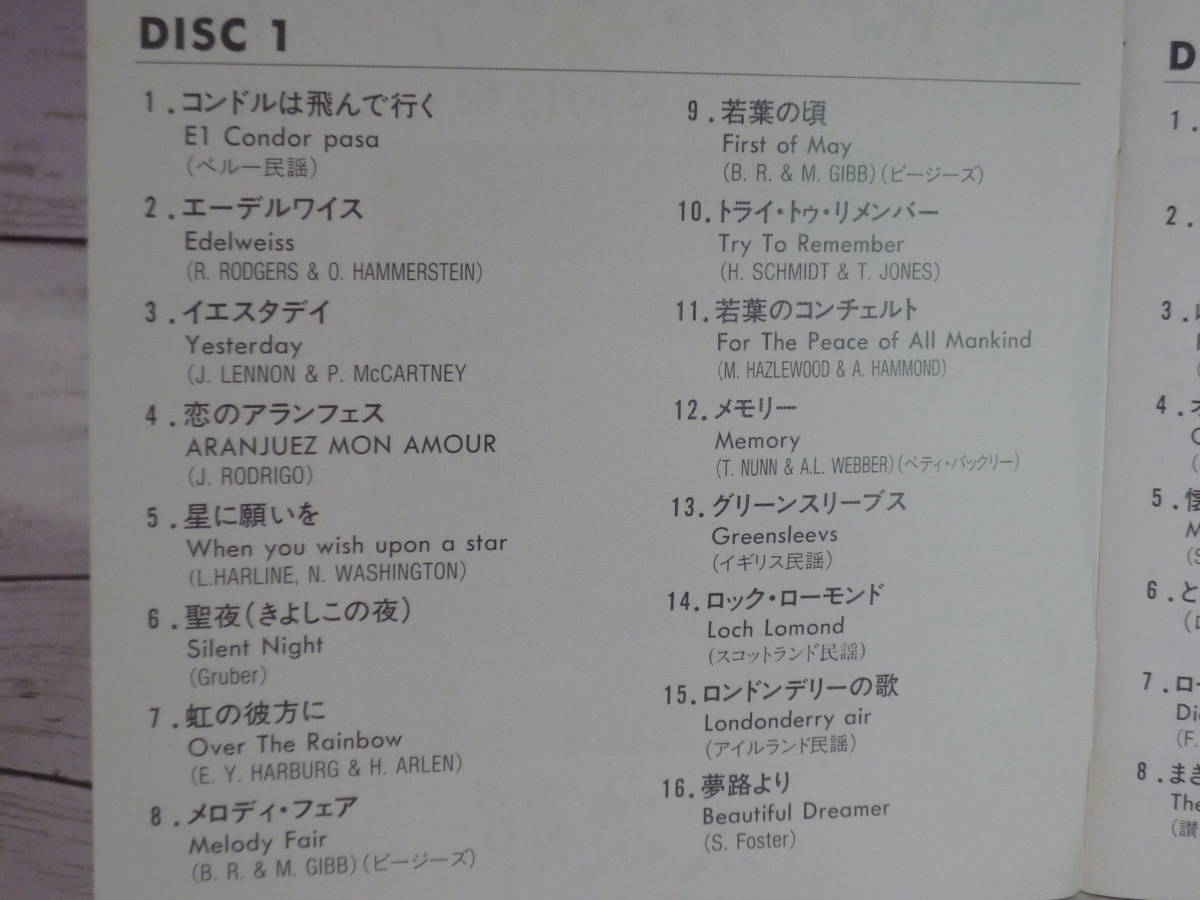 DISC 1
1.コンドルは飛んで行く
El Condor pasa
(ペルー民謡)
2.エーデルワイス
Edelweiss
(R. RODGERS & O. HAMMERSTEIN)
3.イエスタデイ
Yesterday
(J. LENNON & P. McCARTNEY
4.恋のアランフェス
ARANJUEZ MON AMOUR
(J. RODRIGO)
5.星に願いを
When you wish upon a star
(L.HARLINE, N. WASHINGTON)
6.聖夜(きよしこの夜)
Silent Night
(Gruber)
7.虹の彼方に
Over The Rainbow
(E. Y. HARBURG & H. ARLEN)
8.メロディ・フェア
Melody Fair
(B. R. & M. GIBB)(ビージーズ)
9.若葉の頃
First of May
(B. R. & M. GIBB)(ビージーズ)
10.トライ・トゥ・リメンバー
Try To Remember
(H. SCHMIDT & T. JONES)
11.若葉のコンチェルト
For The Peace of All Mankind
(M. HAZLEWOOD & A. HAMMOND)
12.メモリー
Memory
(T. NUNN & A.L. WEBBER)(ベティ・バックリー)
13.グリーンスリーブス
Greensleevs
(イギリス民謡)
14.ロック・ローモンド
Loch Lomond
(スコットランド民謡)
15.ロンドンデリーの歌
Londonderry air
(アイルランド民謡)
16.夢路より
Beautiful Dreamer
(S. Foster)
D
1.
2.
3.
4.
5.
6.と
7.ロ
(F.
8.まき
The
(讃